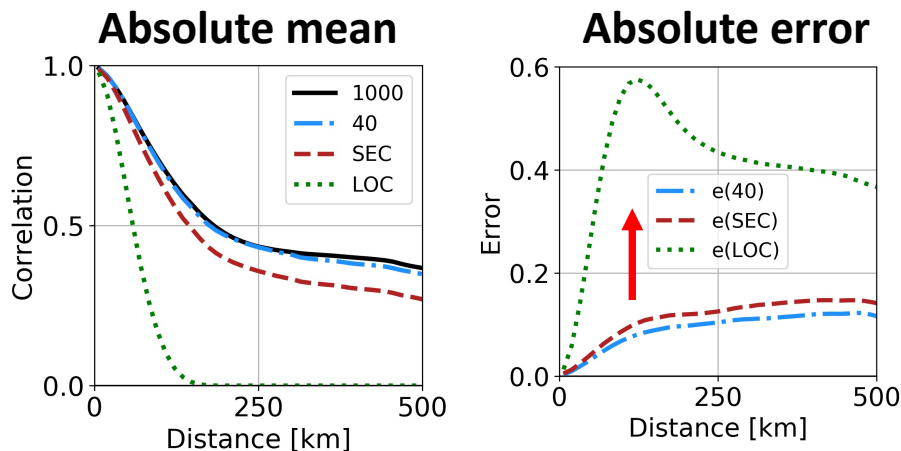 Absolute mean
Absolute error
1.0
0.5
0.0
Correlation
1000
40
SEC
LOC
0
250
500
Distance [km]
0.6
0.4
0.2
0.0
Error
e(40)
e(SEC)
e(LOC)
0
250
500
Distance [km]